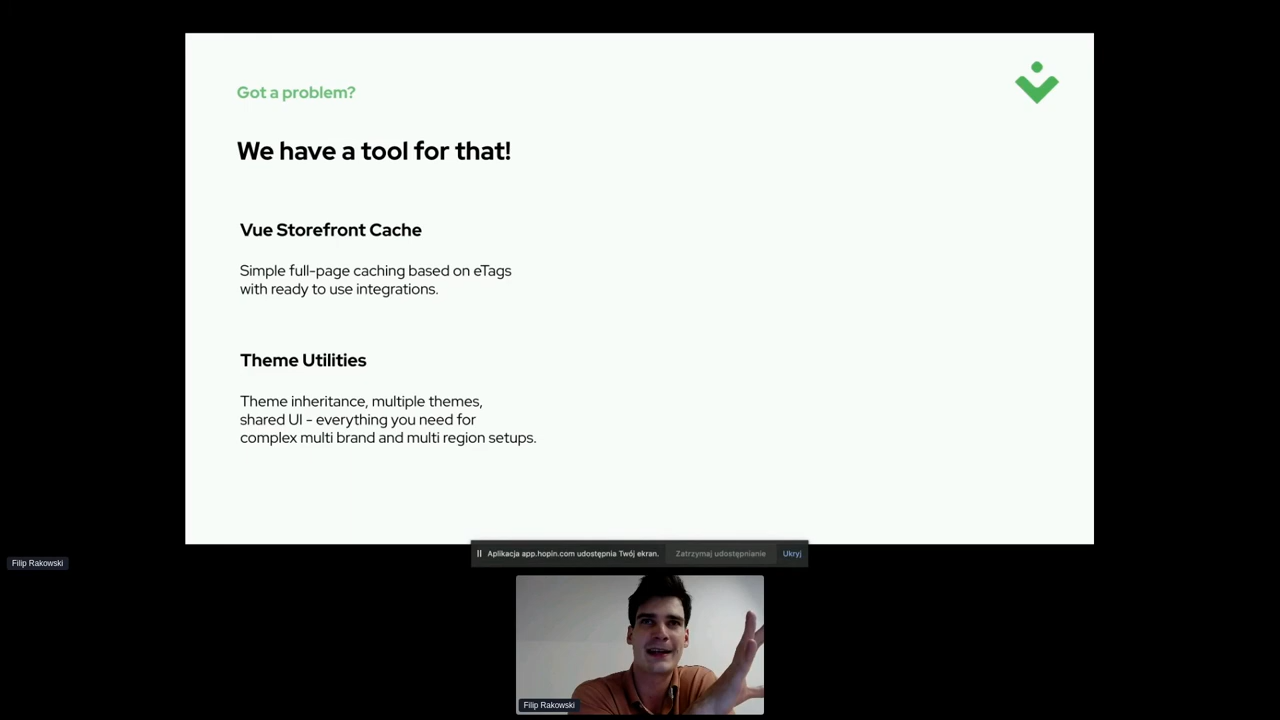 Got a problem?
We have a tool for that!
Vue Storefront Cache
Simple full-page caching based on eTags
with ready to use integrations.
Theme Utilities
Theme inheritance, multiple themes,
shared UI - everything you need for
complex multi brand and multi region setups.
Aplikacja app.hopin.com udostępnia Twój ekran. Zatrzymaj udostępnianie Ukryj
Filip Rakowski
Filip Rakowski